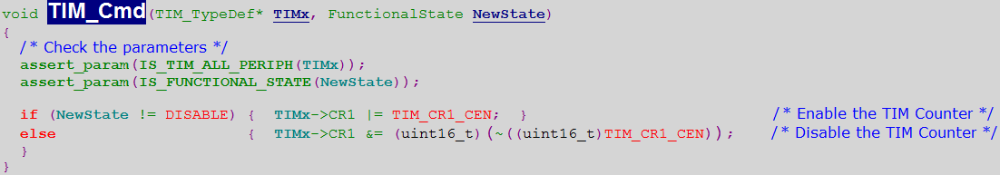 void TIM_Cmd(TIM_TypeDef* TIMx, FunctionalState NewState)
{
/* Check the parameters */
assert_param(IS_TIM_ALL_PERIPH(TIMx));
assert_param(IS_FUNCTIONAL_STATE(NewState));
if (NewState != DISABLE) { TIMx->CR1 |= TIM_CR1_CEN; } /* Enable the TIM Counter */
else { TIMx->CR1 &= (uint16_t)(~((uint16_t)TIM_CR1_CEN)); /* Disable the TIM Counter */
}
}